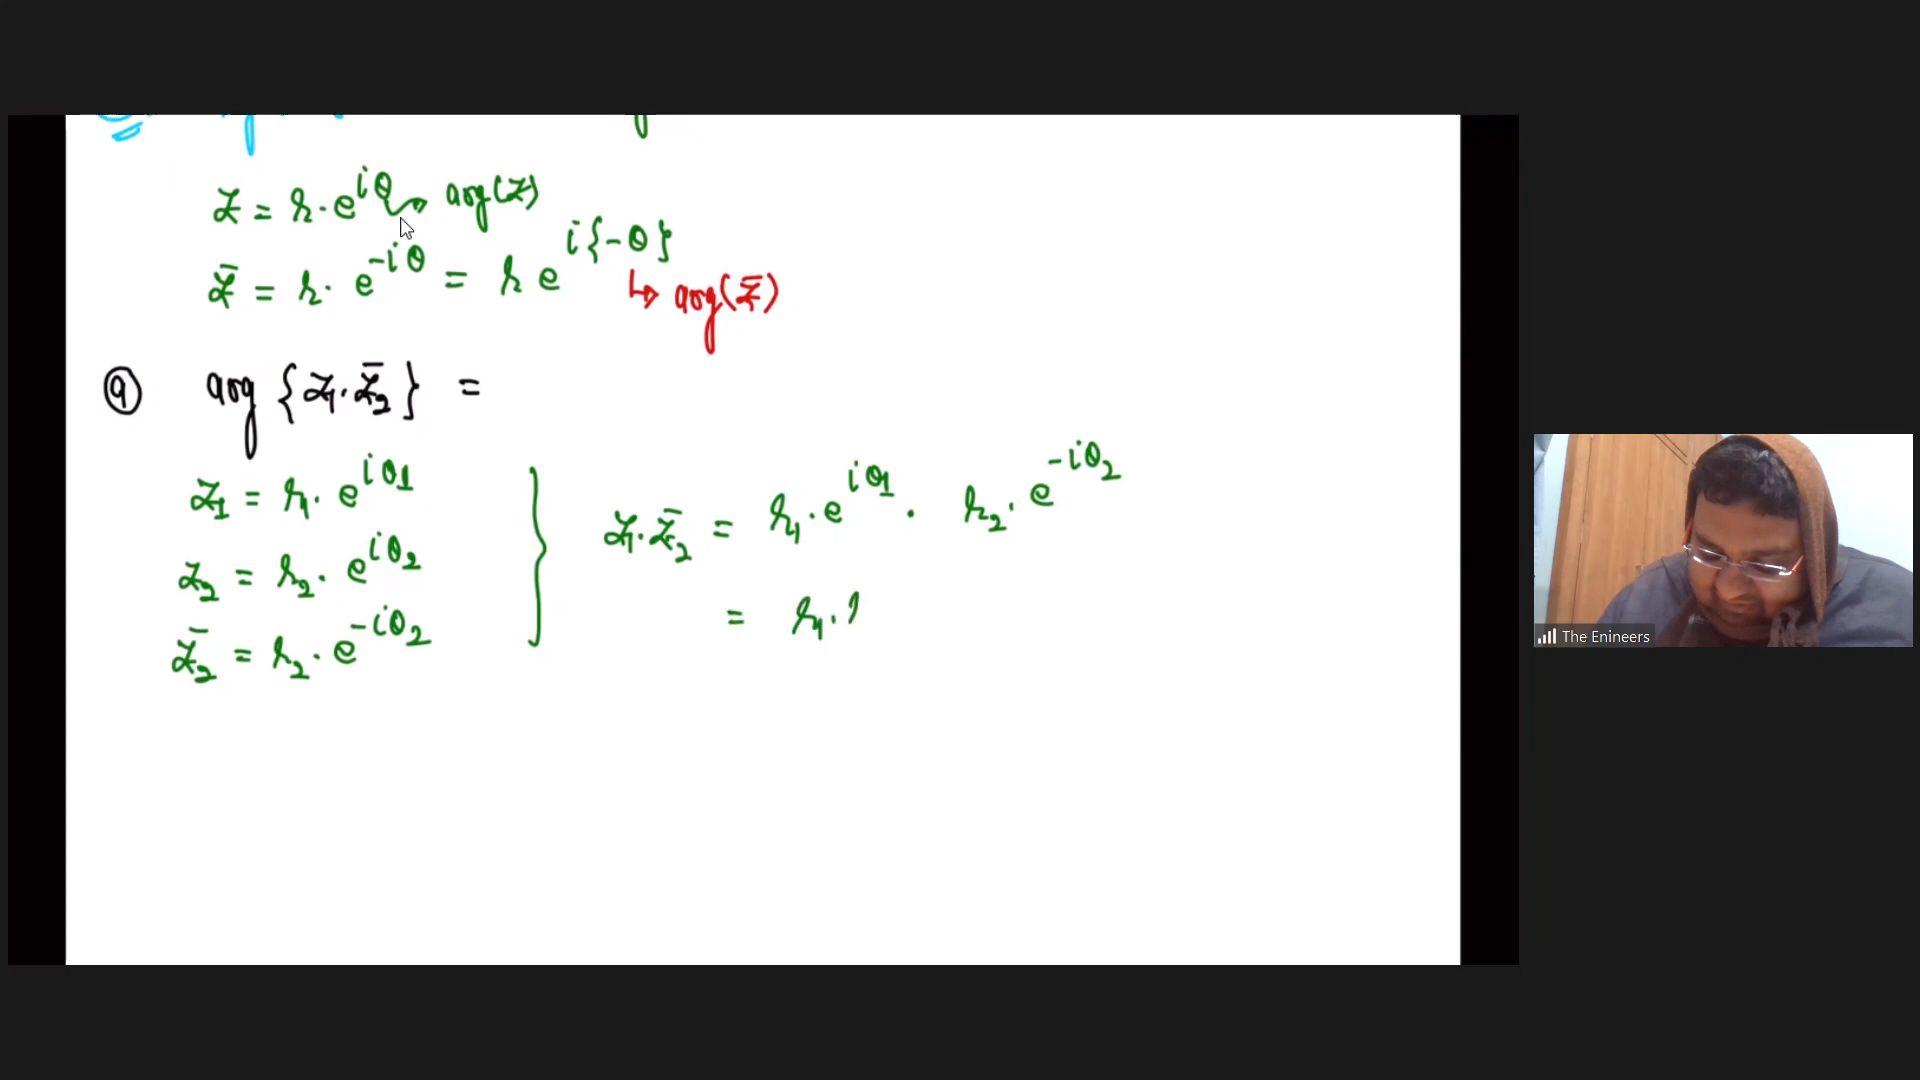 z = r.e^{iθ} → arg(z)
z̄ = r. e^{-iθ} = r e^{i{-θ}}
↳ arg(z̄)
(9) arg {z₁.z̄₂} =
z₁ = r₁. e^{iθ₁}
z₂ = r₂. e^{iθ₂}
z̄₂ = r₂. e^{-iθ₂}
z₁.z̄₂ = r₁.e^{iθ₁} . r₂.e^{-iθ₂}
= r₁.
The Enineers